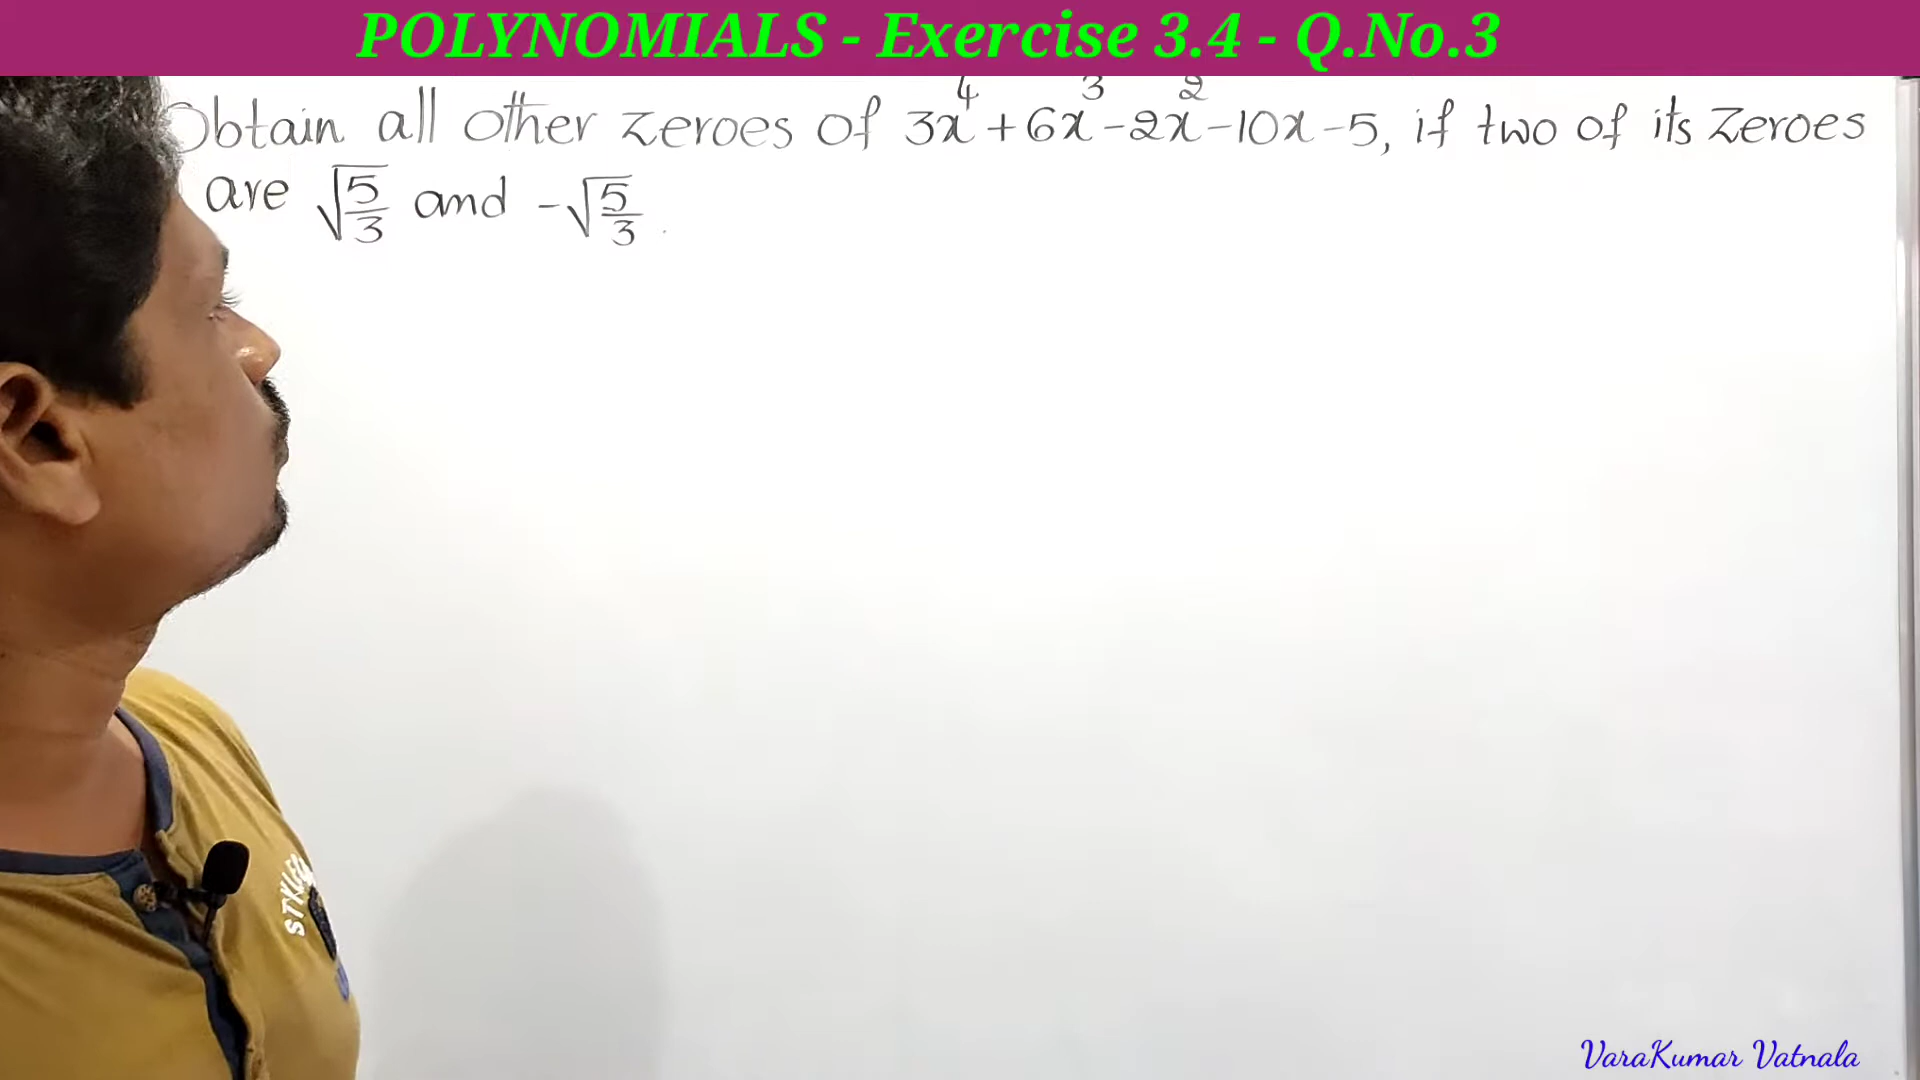 POLYNOMIALS - Exercise 3.4 - Q.No.3
Obtain all other zeroes of 3x⁴+6x³-2x²-10x-5, if two of its zeroes
are √5/3 and -√5/3.
STYLE
VaraKumar Vatnala